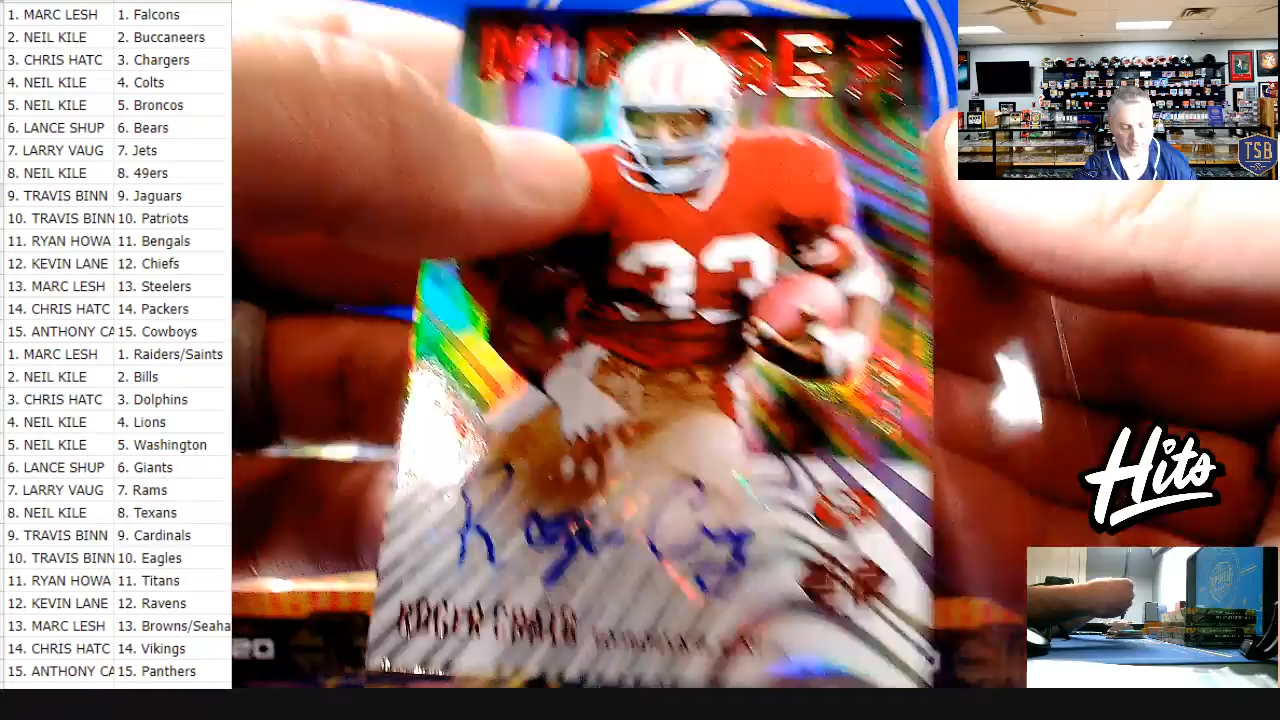 1. MARC LESH 1. Falcons
2. NEIL KILE 2. Buccaneers
3. CHRIS HATC 3. Chargers
4. NEIL KILE 4. Colts
5. NEIL KILE 5. Broncos
6. LANCE SHUP 6. Bears
7. LARRY VAUG 7. Jets
8. NEIL KILE 8. 49ers
9. TRAVIS BINN 9. Jaguars
10. TRAVIS BINN 10. Patriots
11. RYAN HOWA 11. Bengals
12. KEVIN LANE 12. Chiefs
13. MARC LESH 13. Steelers
14. CHRIS HATC 14. Packers
15. ANTHONY CA 15. Cowboys
1. MARC LESH 1. Raiders/Saints
2. NEIL KILE 2. Bills
3. CHRIS HATC 3. Dolphins
4. NEIL KILE 4. Lions
5. NEIL KILE 5. Washington
6. LANCE SHUP 6. Giants
7. LARRY VAUG 7. Rams
8. NEIL KILE 8. Texans
9. TRAVIS BINN 9. Cardinals
10. TRAVIS BINN 10. Eagles
11. RYAN HOWA 11. Titans
12. KEVIN LANE 12. Ravens
13. MARC LESH 13. Browns/Seaha
14. CHRIS HATC 14. Vikings
15. ANTHONY CA 15. Panthers
33
Roger Craig
ROGER CRAIG
TSB
Hits